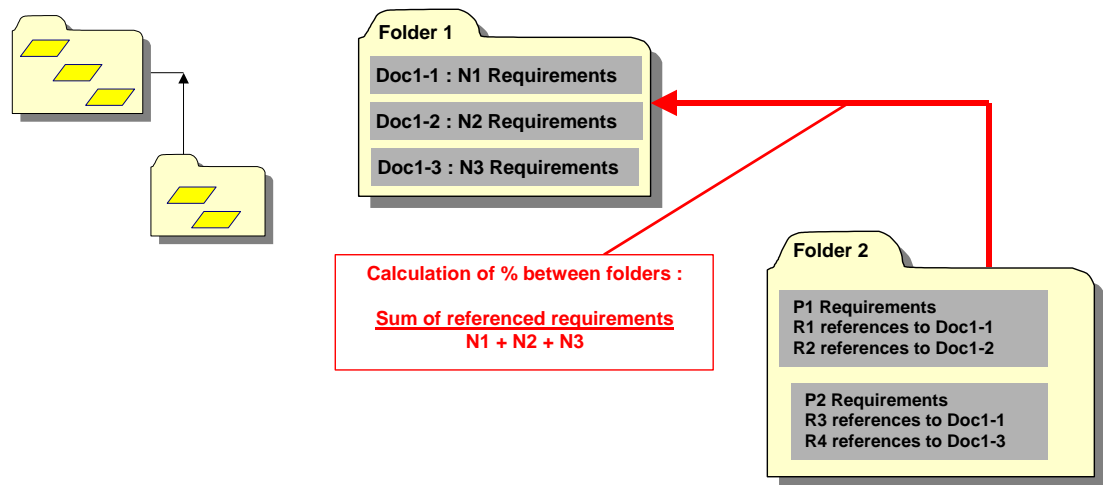 Folder 1
Doc1-1 : N1 Requirements
Doc1-2 : N2 Requirements
Doc1-3 : N3 Requirements
Calculation of % between folders :
Sum of referenced requirements
N1 + N2 + N3
Folder 2
P1 Requirements
R1 references to Doc1-1
R2 references to Doc1-2
P2 Requirements
R3 references to Doc1-1
R4 references to Doc1-3